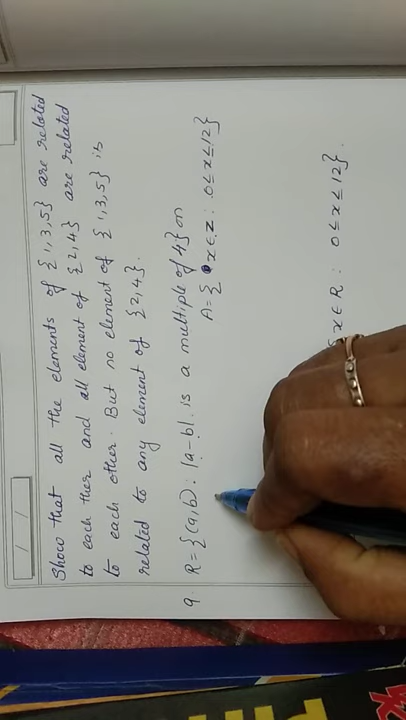 Show that all the elements of {1,3,5} are related
to each ther and all element of {2,4} are related
to each other. But no element of {1,3,5} is
related to any element of {2,4}.
9. R={(a,b): |a-b| is a multiple of 4} on
A={ x∈Z: 0≤x≤12}
{x∈R: 0≤x≤12}.